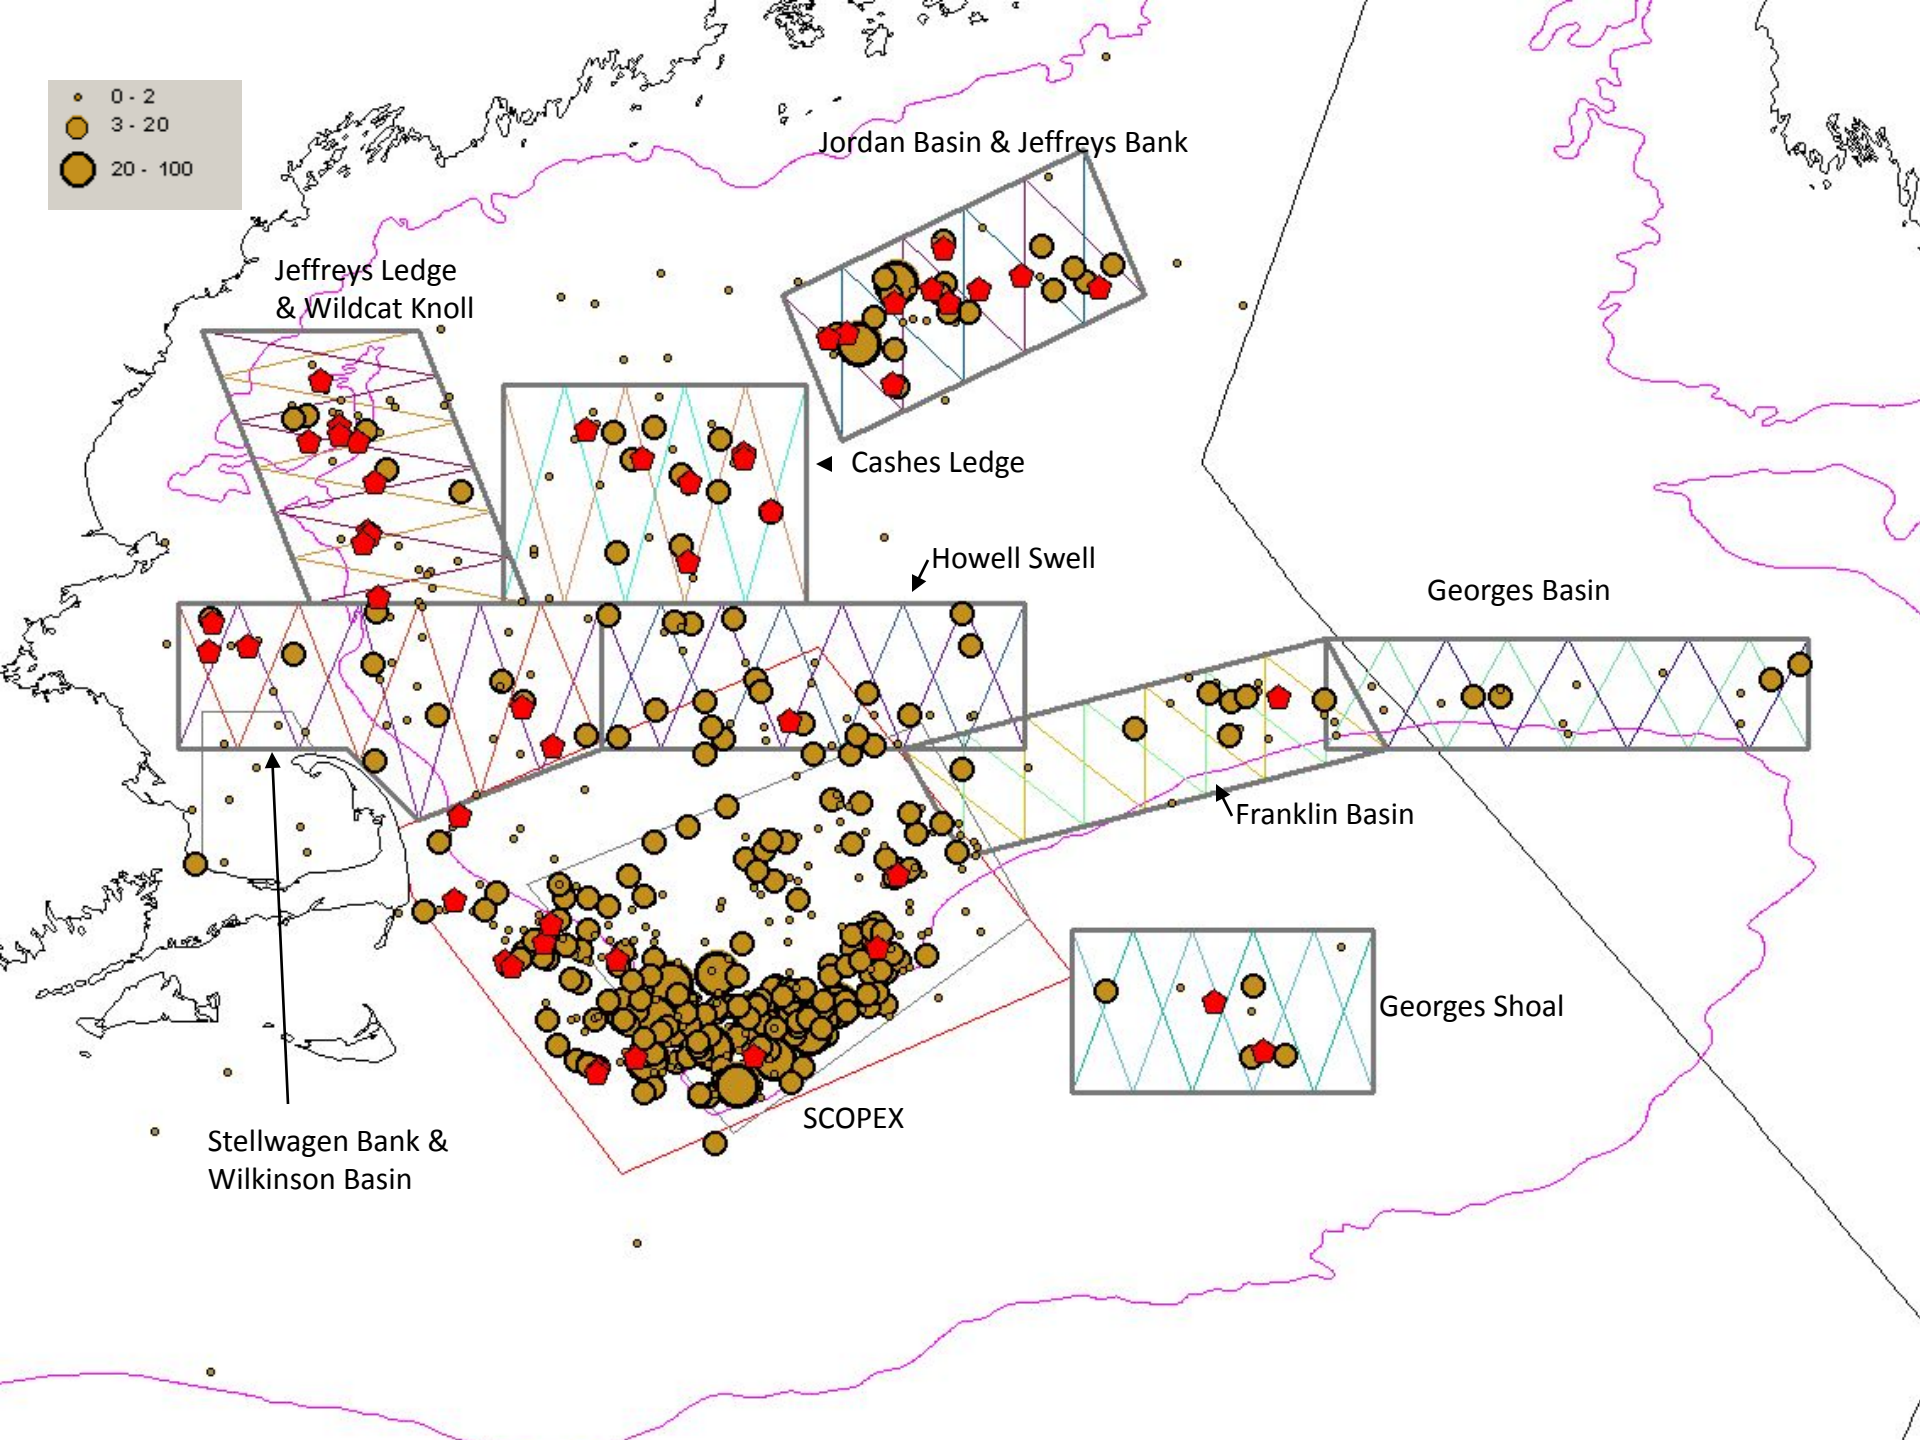 0 - 2
3 - 20
20 - 100
Jordan Basin & Jeffreys Bank
Jeffreys Ledge
& Wildcat Knoll
Cashes Ledge
Howell Swell
Georges Basin
Franklin Basin
Georges Shoal
SCOPEX
Stellwagen Bank &
Wilkinson Basin